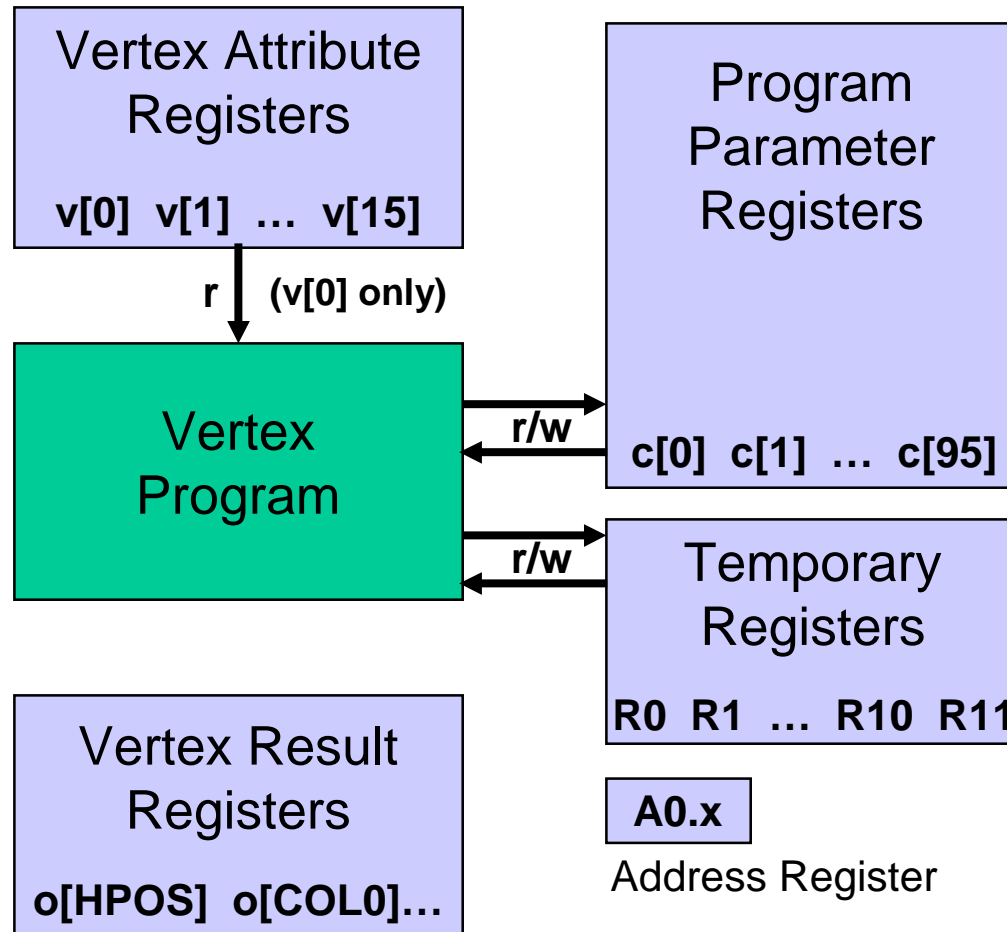 Vertex Attribute
Registers
v[0] v[1] … v[15]
r (v[0] only)
Vertex
Program
Program
Parameter
Registers
c[0] c[1] … c[95]
r/w
r/w
Temporary
Registers
R0 R1 … R10 R11
Vertex Result
Registers
o[HPOS] o[COL0]…
A0.x
Address Register